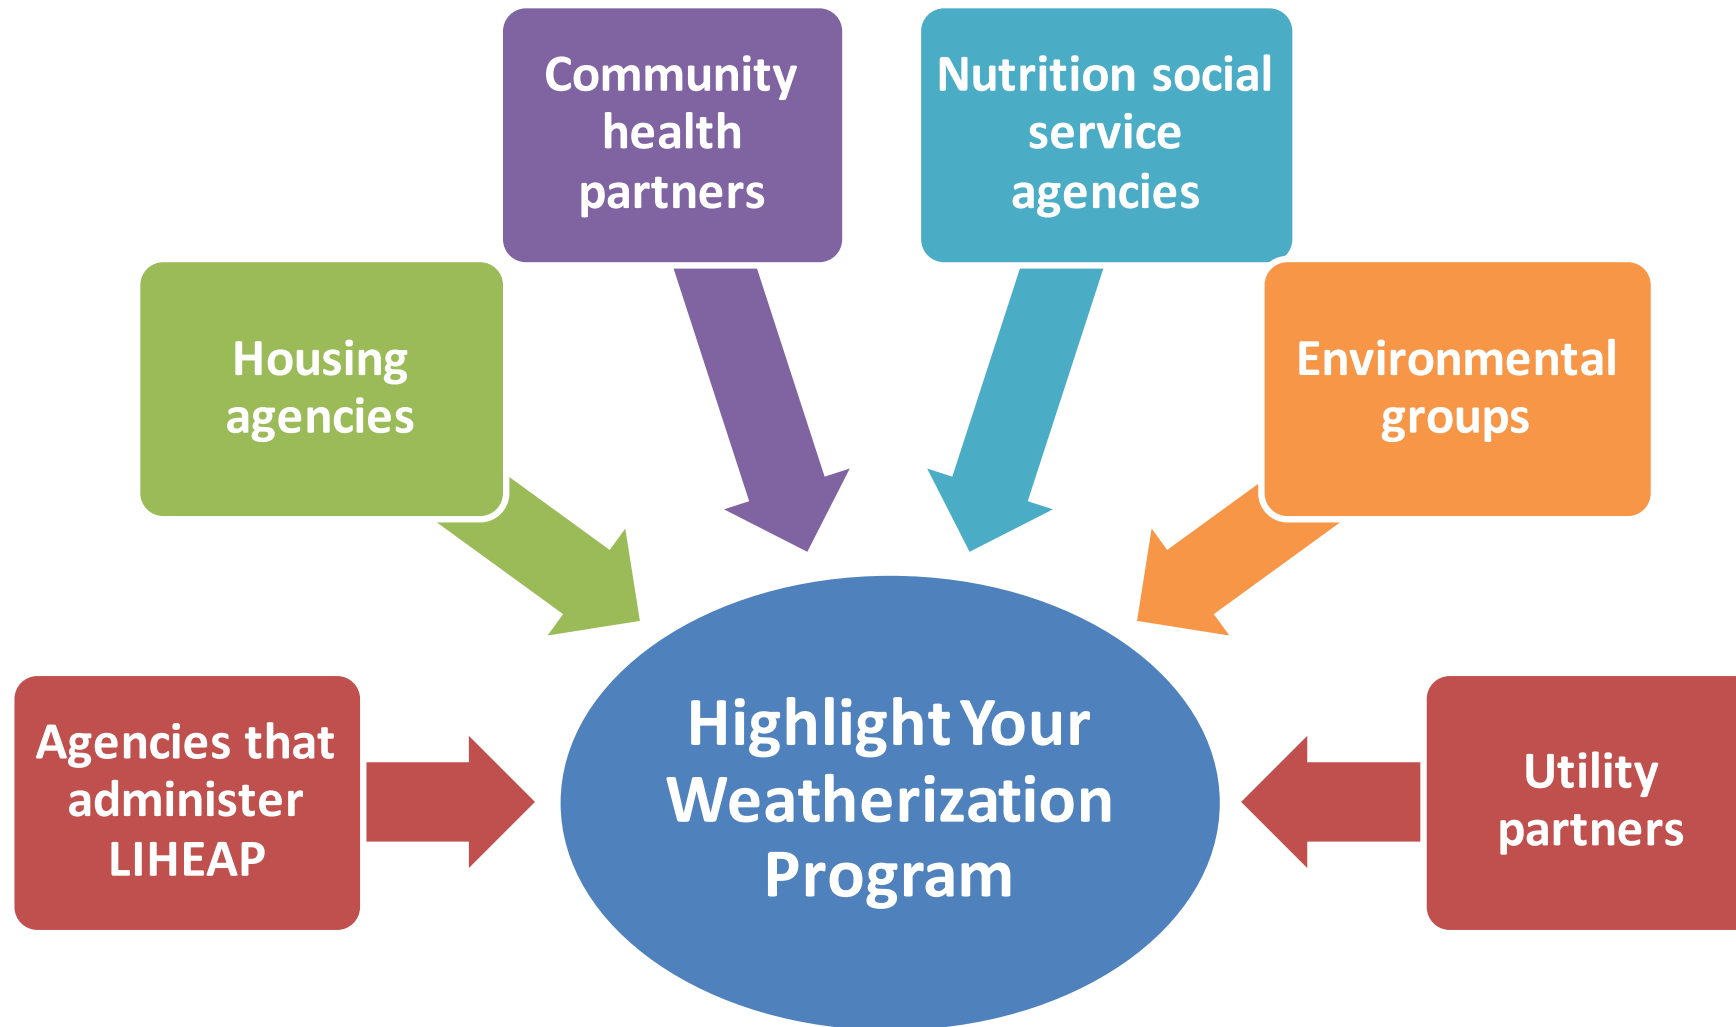 Community
health
partners
Nutrition social
service
agencies
Housing
agencies
Environmental
groups
Agencies that
administer
LIHEAP
Highlight Your
Weatherization
Program
Utility
partners